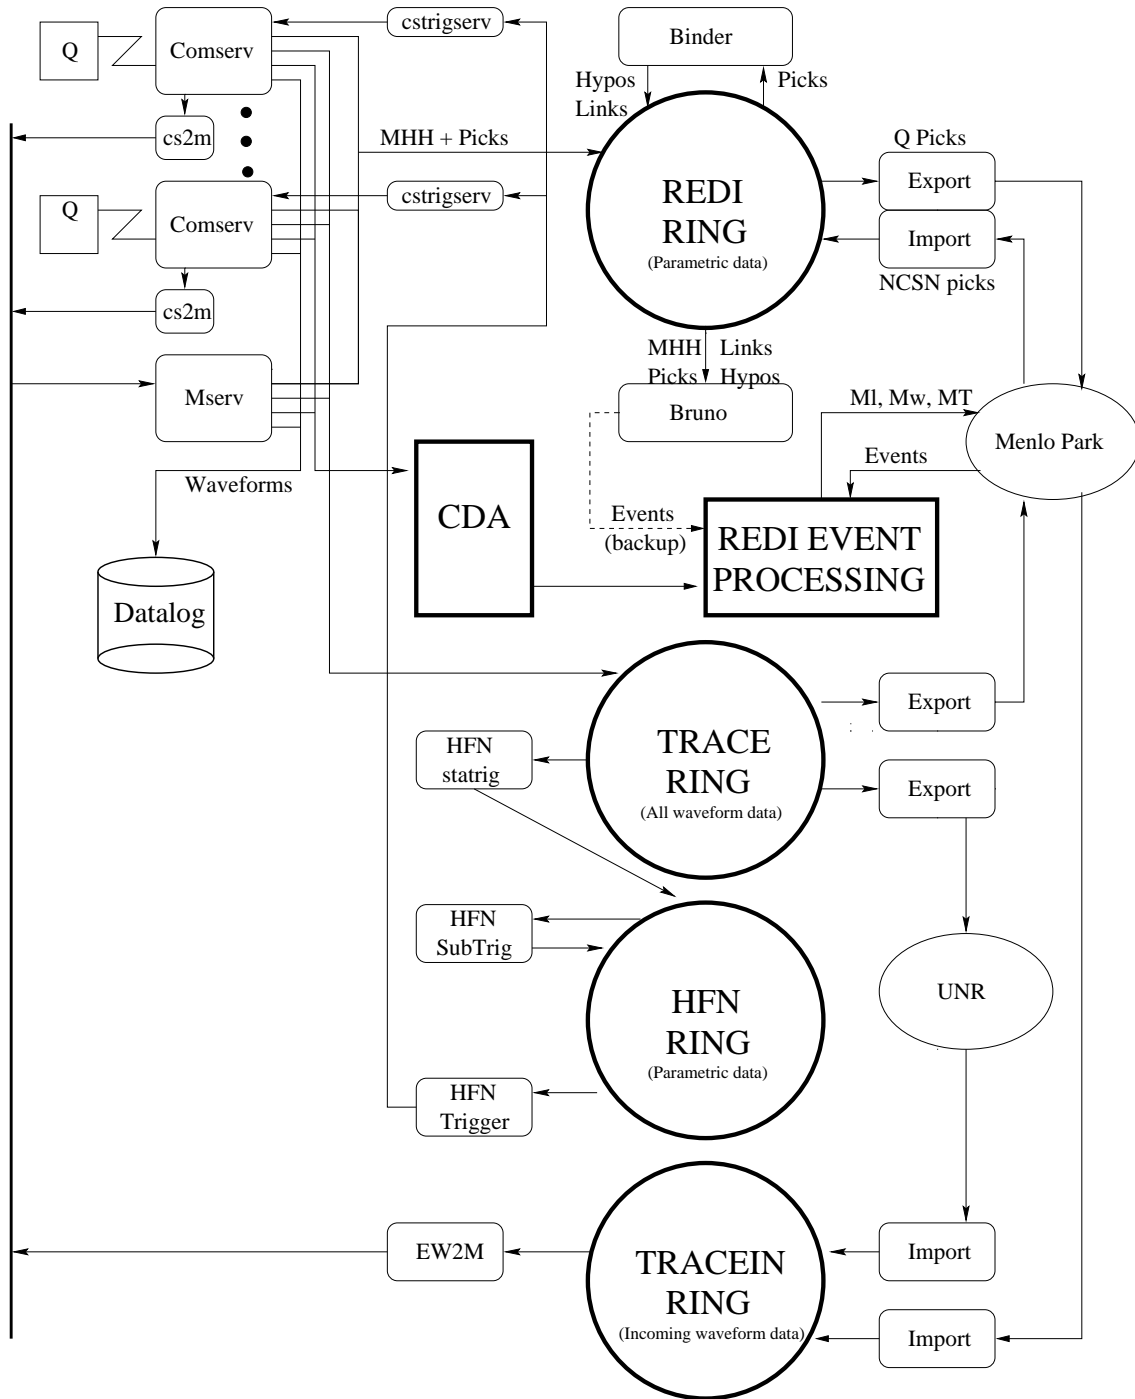 Q
Comserv
cstrigserv
Binder
Hypos
Links
Picks
cs2m
MHH + Picks
Q Picks
Q
Comserv
cstrigserv
REDI
RING
(Parametric data)
Export
Import
NCSN picks
cs2m
MHH
Links
Picks
Hypos
Mserv
Bruno
Ml, Mw, MT
Menlo Park
Events
Waveforms
CDA
Events
(backup)
REDI EVENT
PROCESSING
Datalog
Export
HFN
statrig
TRACE
RING
(All waveform data)
Export
HFN
SubTrig
HFN
RING
(Parametric data)
UNR
HFN
Trigger
EW2M
TRACEIN
RING
(Incoming waveform data)
Import
Import